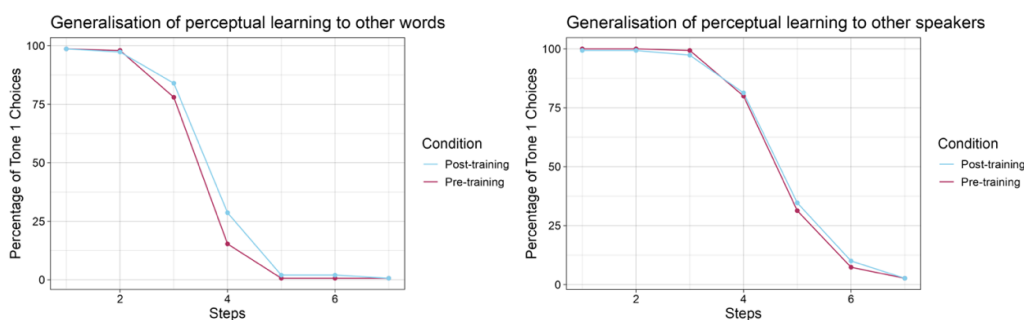 Generalisation of perceptual learning to other words
Percentage of Tone 1 Choices
100
75
50
25
0
2
4
6
Steps
Condition
Post-training
Pre-training
Generalisation of perceptual learning to other speakers
Percentage of Tone 1 Choices
100
75
50
25
0
2
4
6
Steps
Condition
Post-training
Pre-training